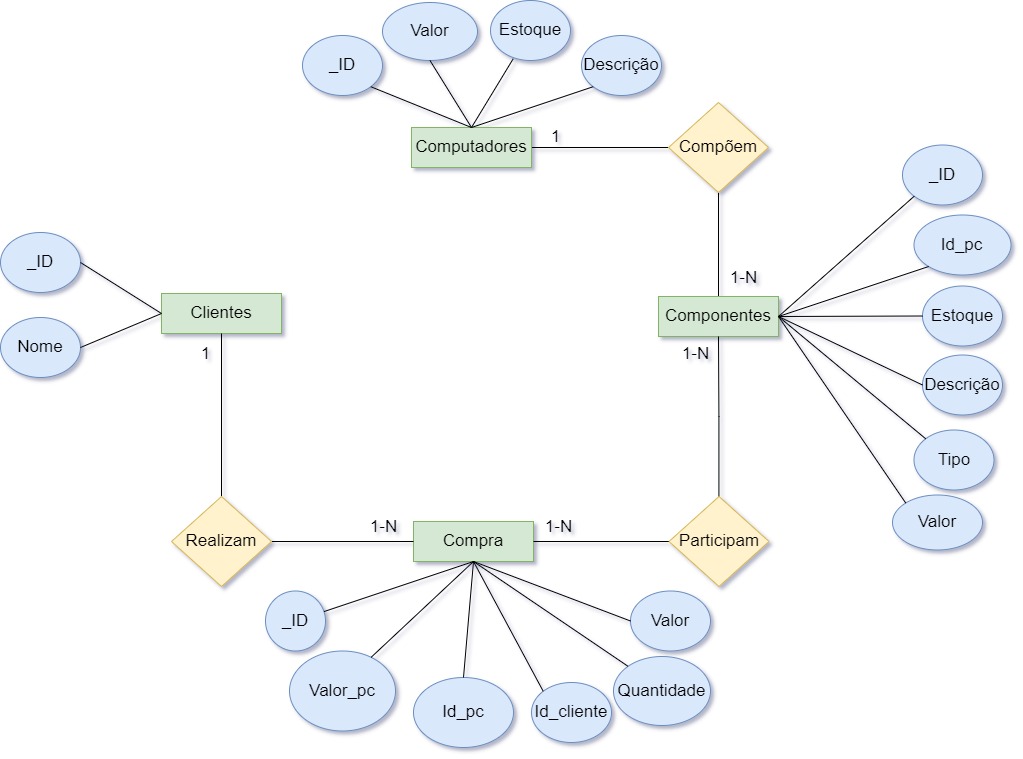 Valor
Estoque
_ID
Descrição
Computadores
1
Compõem
_ID
Id_pc
_ID
1-N
Clientes
Componentes
Estoque
Nome
1
1-N
Descrição
Tipo
Valor
1-N
1-N
Realizam
Compra
Participam
_ID
Valor
Valor_pc
Quantidade
Id_pc
Id_cliente